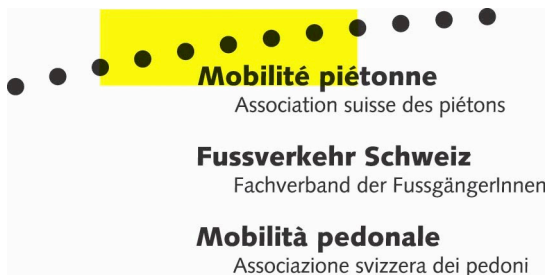 Mobilité piétonne
Association suisse des piétons
Fussverkehr Schweiz
Fachverband der FussgängerInnen
Mobilità pedonale
Associazione svizzera dei pedoni